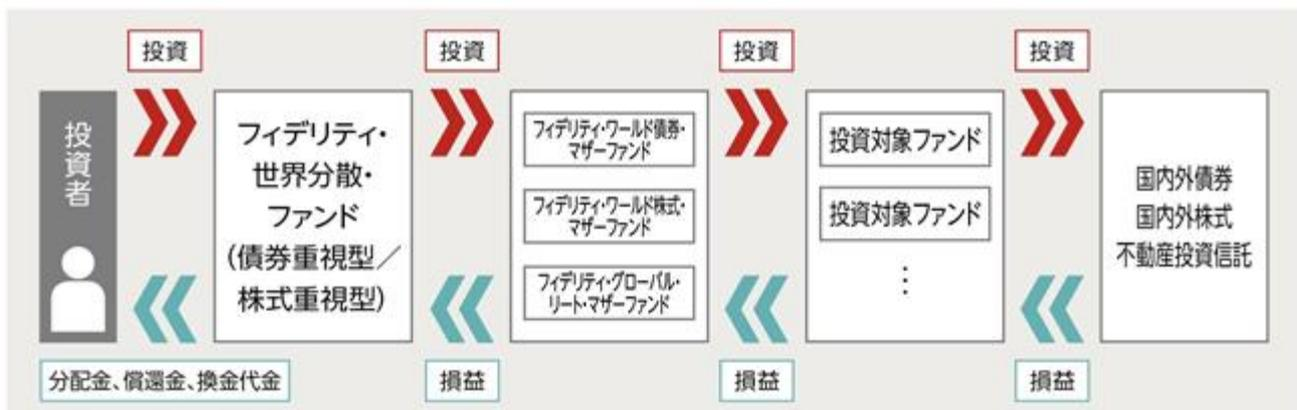 投資
投資
投資
投資
投資者
フィデリティ・
世界分散・
ファンド
(債券重視型／
株式重視型)
フィデリティ・ワールド債券・
マザーファンド
フィデリティ・ワールド株式・
マザーファンド
フィデリティ・グローバル・
リート・マザーファンド
投資対象ファンド
投資対象ファンド
⋮
国内外債券
国内外株式
不動産投資信託
分配金、償還金、換金代金
損益
損益
損益